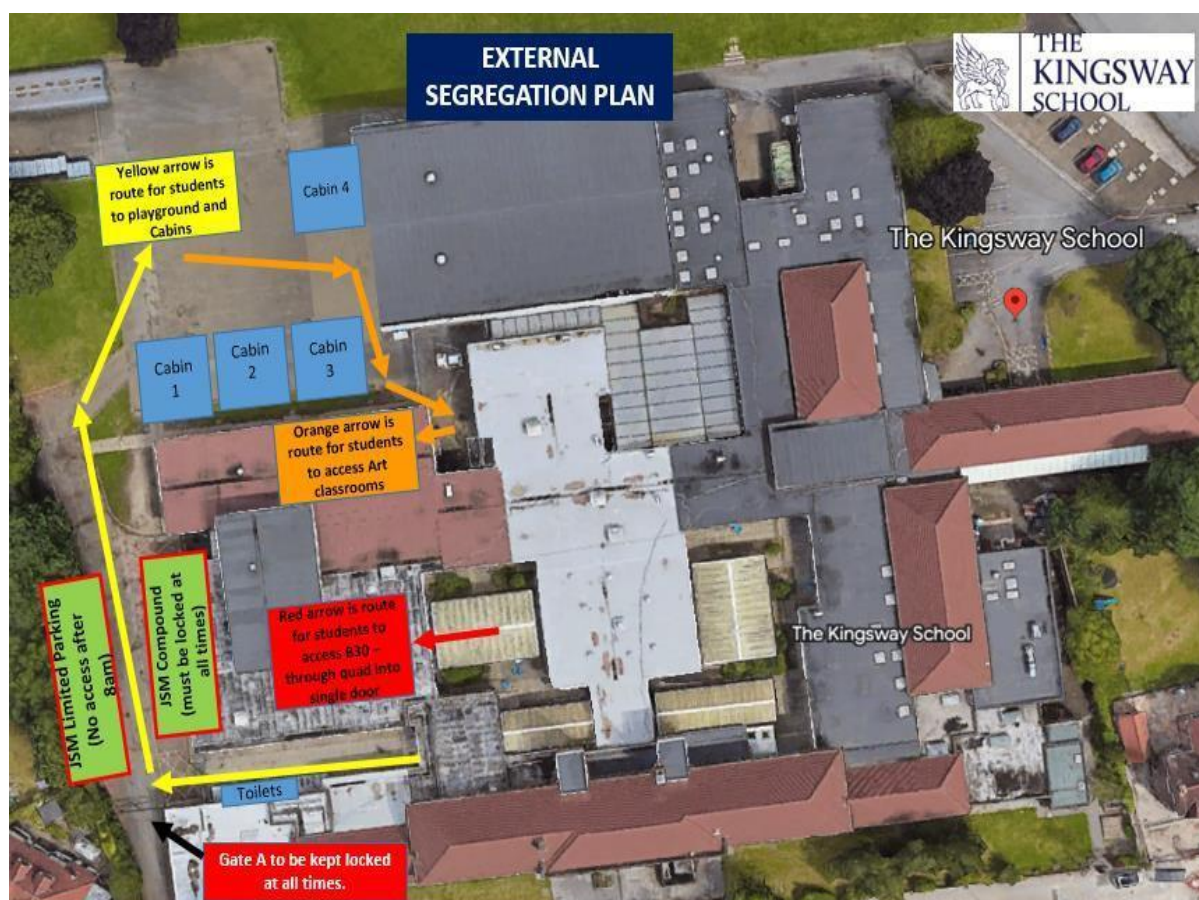 EXTERNAL
SEGREGATION PLAN
THE
KINGSWAY
SCHOOL
Yellow arrow is
route for students
to playground and
Cabins
Cabin 4
The Kingsway School
Cabin
1
Cabin
2
Cabin
3
Orange arrow is
route for students
to access Art
classrooms
JSM Limited Parking
(No access after
8am)
JSM Compound
(must be locked at
all times)
Red arrow is route
for students to
access B30 –
through quad into
single door
The Kingsway School
Toilets
Gate A to be kept locked
at all times.